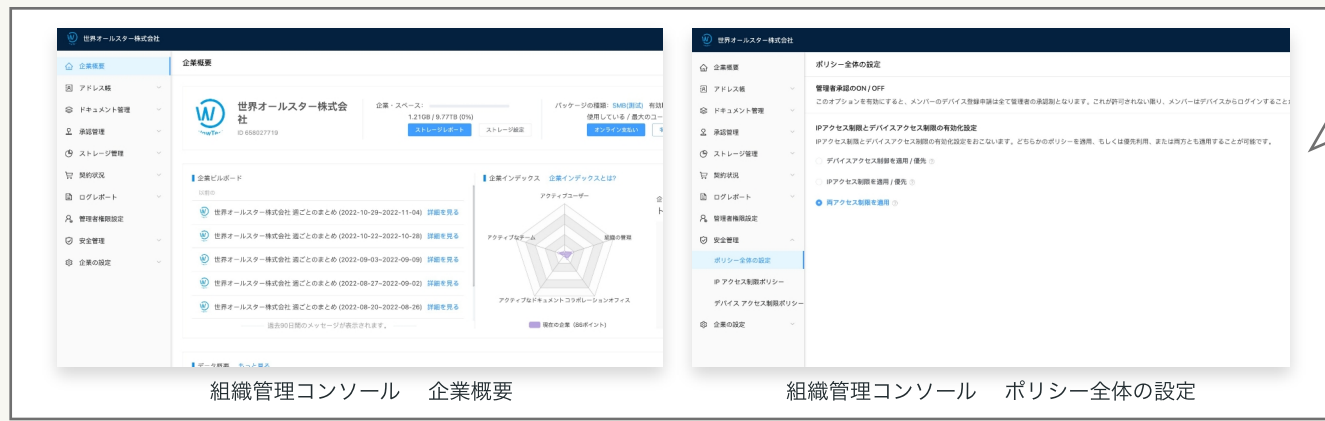 世界オールスター株式会社
企業概要
アドレス帳
ドキュメント管理
承認管理
ストレージ管理
契約状況
ログレポート
管理者権限設定
安全管理
企業の設定
企業概要
世界オールスター株式会
社
ID 658027719
企業・スペース:
1.21GB / 9.77TB (0%)
ストレージレポート
ストレージ設定
パッケージの種類: SMB(測試) 有効
使用している / 最大のユー
オンライン支払い
企業ビルボード
以前の
世界オールスター株式会社 週ごとのまとめ (2022-10-29~2022-11-04) 詳細を見る
世界オールスター株式会社 週ごとのまとめ (2022-10-22~2022-10-28) 詳細を見る
世界オールスター株式会社 週ごとのまとめ (2022-09-03~2022-09-09) 詳細を見る
世界オールスター株式会社 週ごとのまとめ (2022-08-27~2022-09-02) 詳細を見る
世界オールスター株式会社 週ごとのまとめ (2022-08-20~2022-08-26) 詳細を見る
過去90日間のメッセージが表示されます。
企業インデックス 企業インデックスとは?
アクティブユーザー
アクティブなチーム
組織の規模
アクティブなドキュメント コラボレーションオフィス
現在の企業 (55ポイント)
データ概要 もっと見る
組織管理コンソール 企業概要
世界オールスター株式会社
企業概要
アドレス帳
ドキュメント管理
承認管理
ストレージ管理
契約状況
ログレポート
管理者権限設定
安全管理
ポリシー全体の設定
IP アクセス制限ポリシー
デバイス アクセス制限ポリシー
企業の設定
ポリシー全体の設定
管理者承認のON / OFF
このオプションを有効にすると、メンバーのデバイス登録申請は全て管理者の承認制となります。これが許可されない限り、メンバーはデバイスからログインすること
IPアクセス制限とデバイスアクセス制限の有効化設定
IPアクセス制限とデバイスアクセス制限の有効化設定をおこないます。どちらかのポリシーを適用、もしくは優先利用、または両方とも適用することが可能です。
デバイスアクセス制限を適用 / 優先
IPアクセス制限を適用 / 優先
両アクセス制限を適用
組織管理コンソール ポリシー全体の設定